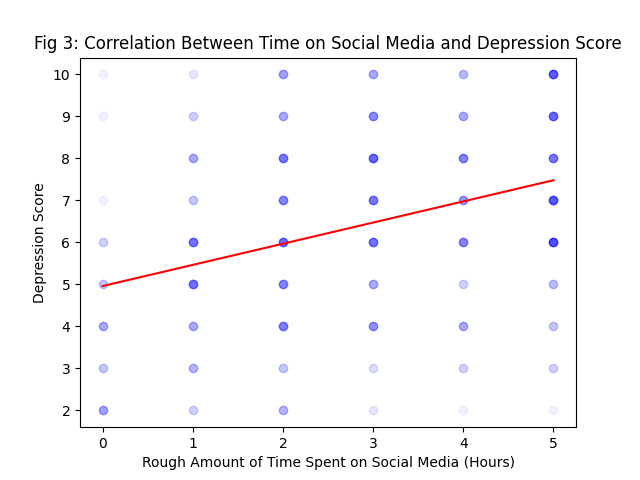 Fig 3: Correlation Between Time on Social Media and Depression Score
10
9
8
7
6
5
4
3
2
Depression Score
0 1 2 3 4 5
Rough Amount of Time Spent on Social Media (Hours)